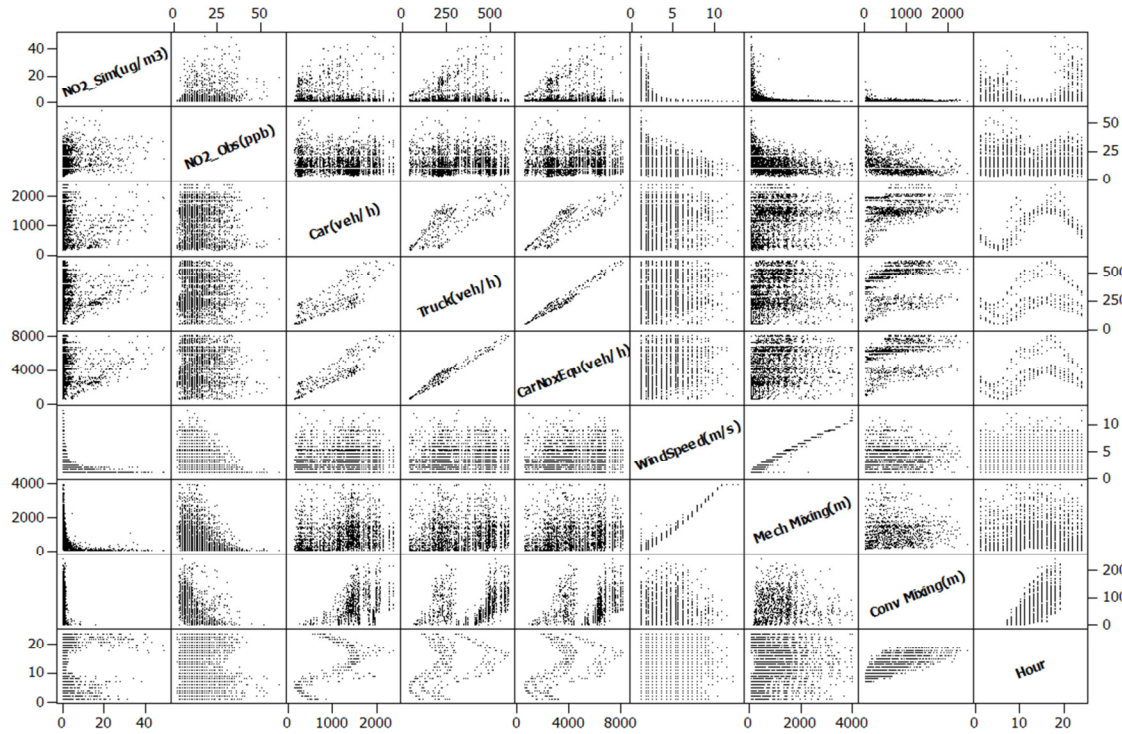 0 25 50 0 250 500 0 5 10 0 1000 2000
NO2_Sim(ug/m3) 40 20 0
NO2_Obs(ppb) 50 25 0
2000 1000 0 Car(veh/h)
Truck(veh/h) 500 250 0
8000 4000 0 CarNoxEqu(veh/h)
WindSpeed(m/s) 10 5 0
4000 2000 0 Mech Mixing(m)
Conv Mixing(m) 200 100 0
20 10 0 Hour
0 20 40 0 1000 2000 0 4000 8000 0 2000 4000 0 10 20